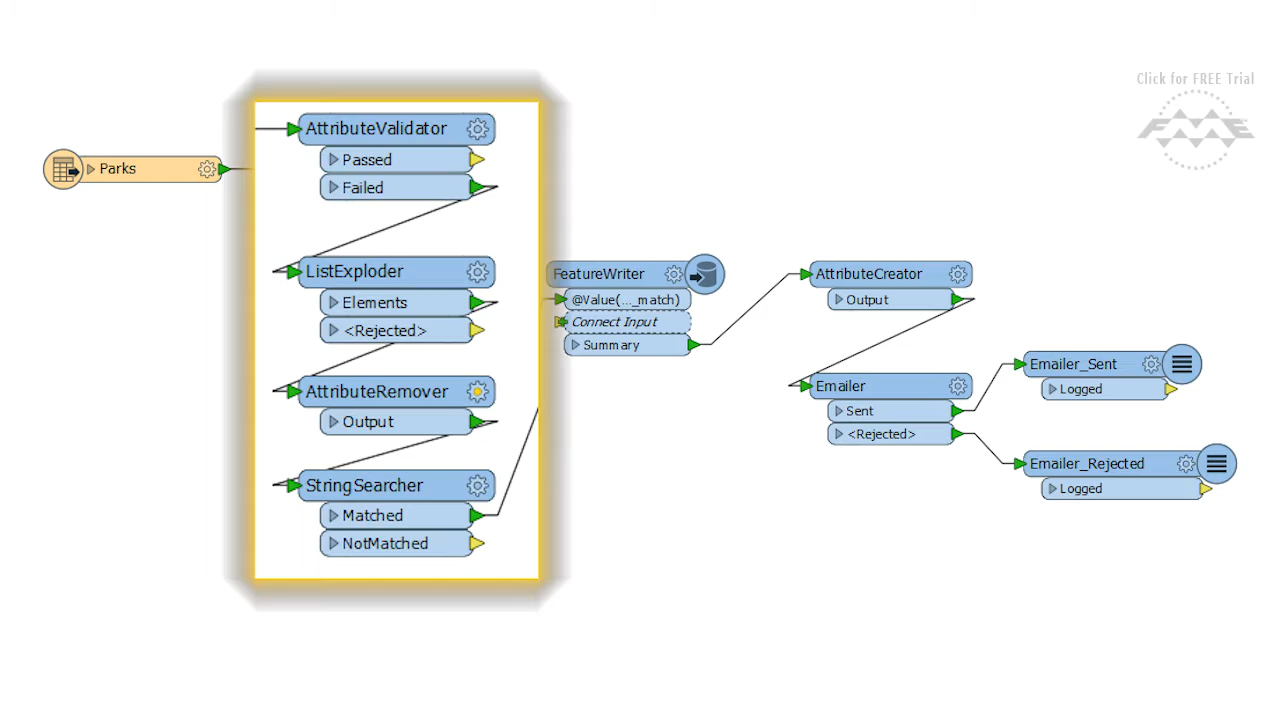 Click for FREE Trial
FME
Parks
AttributeValidator
Passed
Failed
ListExploder
Elements
<Rejected>
AttributeRemover
Output
StringSearcher
Matched
NotMatched
FeatureWriter
@Value(..._match)
Connect Input
Summary
AttributeCreator
Output
Emailer
Sent
<Rejected>
Emailer_Sent
Logged
Emailer_Rejected
Logged